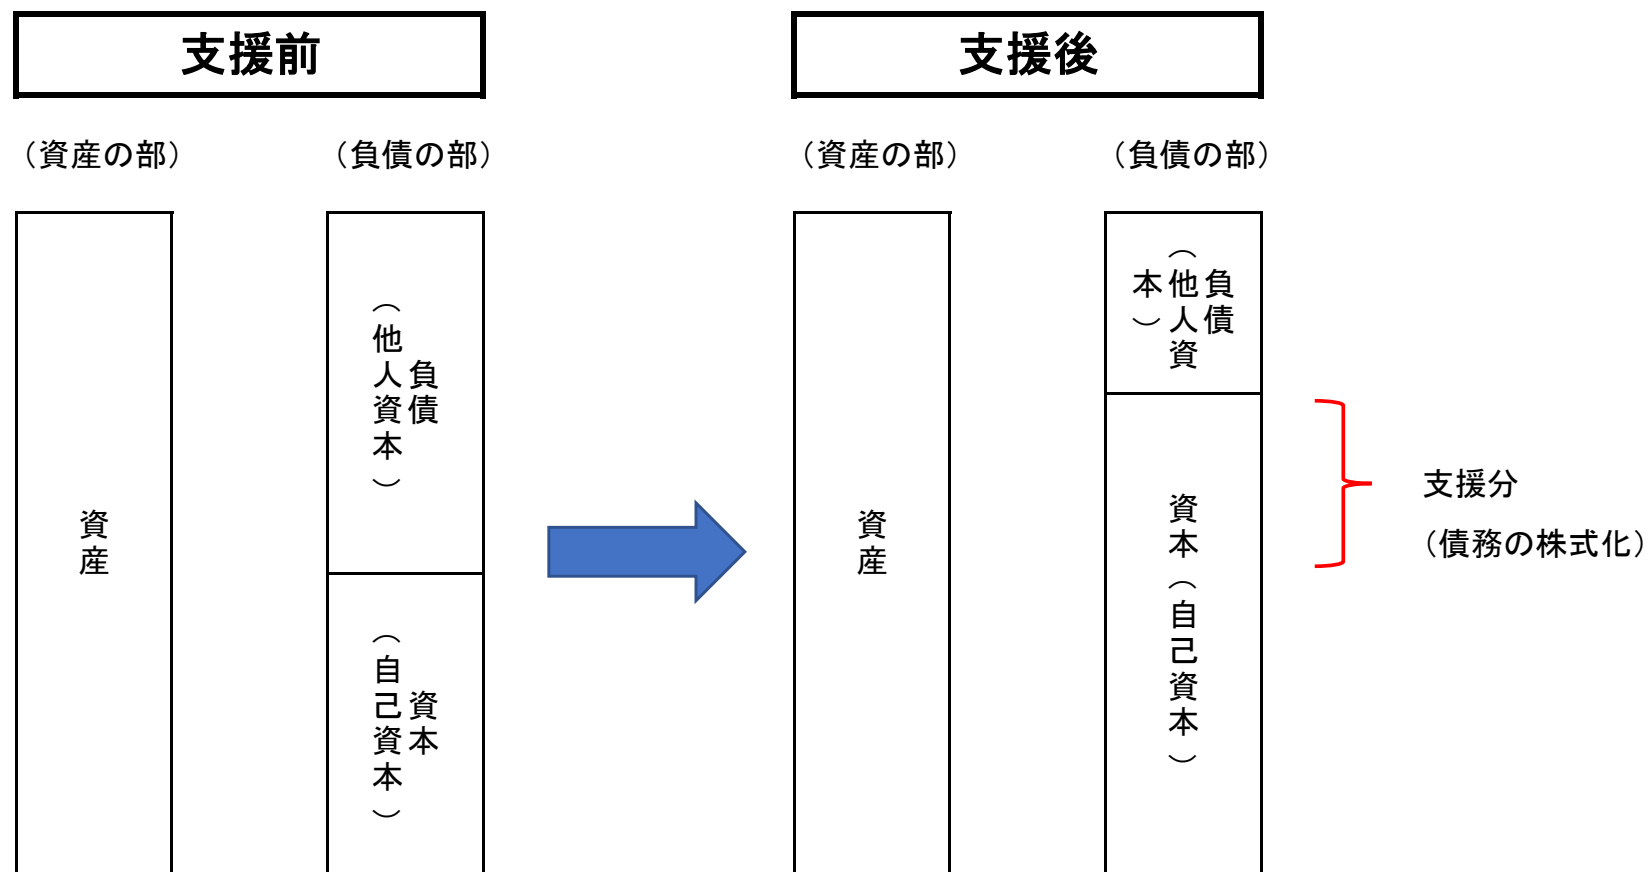 支援前
支援後
（資産の部）
（負債の部）
（資産の部）
（負債の部）
資産
負債
（他人資本）
資本
（自己資本）
資産
負債
（他人資
本）
資本（自己資本）
支援分
（債務の株式化）